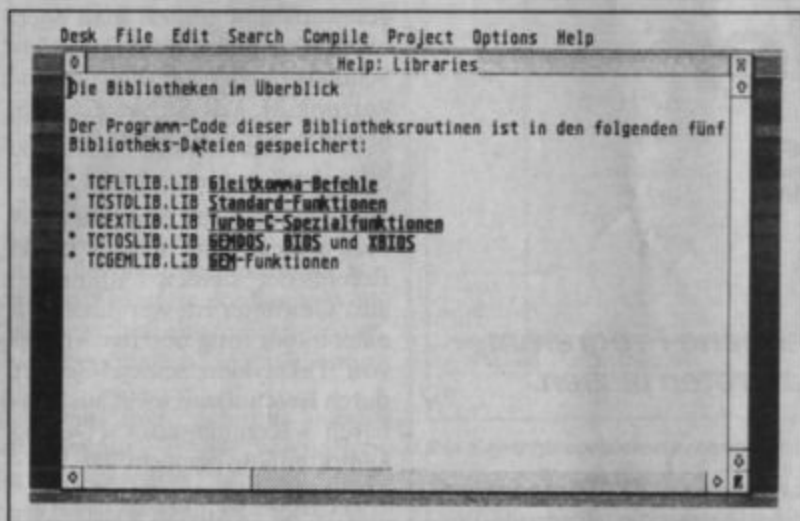 Desk File Edit Search Compile Project Options Help
Help: Libraries
Die Bibliotheken im Überblick
Der Programm-Code dieser Bibliotheksroutinen ist in den folgenden fünf
Bibliotheks-Dateien gespeichert:
* TCFLTLIB.LIB Gleitkomma-Befehle
* TCSTDLIB.LIB Standard-Funktionen
* TCEXTLIB.LIB Turbo-C-Spezialfunktionen
* TCTOSLIB.LIB GEMDOS, BIOS und XBIOS
* TCGEMLIB.LIB GEM-Funktionen